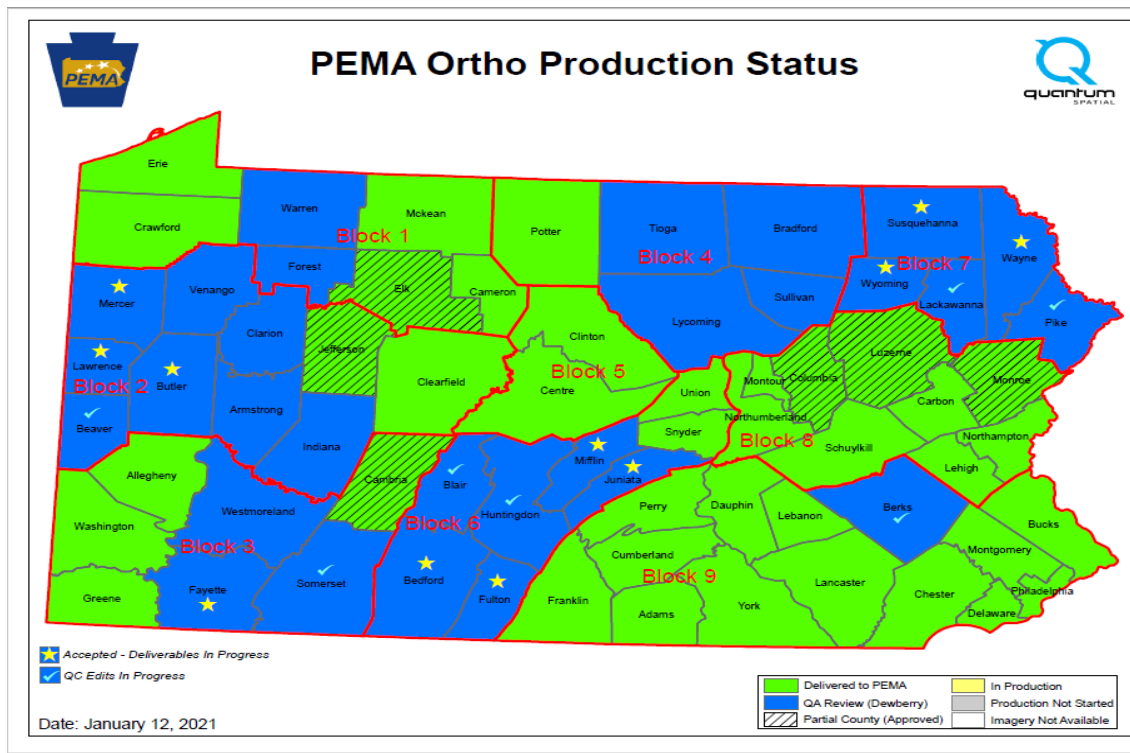 PEMA
PEMA Ortho Production Status
quantum
SPATIAL
Erie
Crawford
Warren
Mckean
Potter
Tioga
Bradford
Susquehanna
Wayne
Block 1
Block 4
Block 7
Forest
Elk
Cameron
Venango
Mercer
Clarion
Jefferson
Clearfield
Clinton
Lycoming
Sullivan
Wyoming
Lackawanna
Pike
Lawrence
Block 2
Butler
Beaver
Armstrong
Indiana
Centre
Block 5
Union
Montour
Columbia
Luzerne
Monroe
Carbon
Northumberland
Snyder
Block 8
Schuylkill
Northampton
Lehigh
Allegheny
Washington
Greene
Westmoreland
Block 3
Fayette
Somerset
Cambria
Blair
Huntingdon
Mifflin
Juniata
Block 6
Bedford
Fulton
Perry
Dauphin
Lebanon
Berks
Bucks
Montgomery
Philadelphia
Cumberland
Block 9
Franklin
Adams
York
Lancaster
Chester
Delaware
Accepted - Deliverables In Progress
QC Edits In Progress
Date: January 12, 2021
Delivered to PEMA
QA Review (Dewberry)
Partial County (Approved)
In Production
Production Not Started
Imagery Not Available